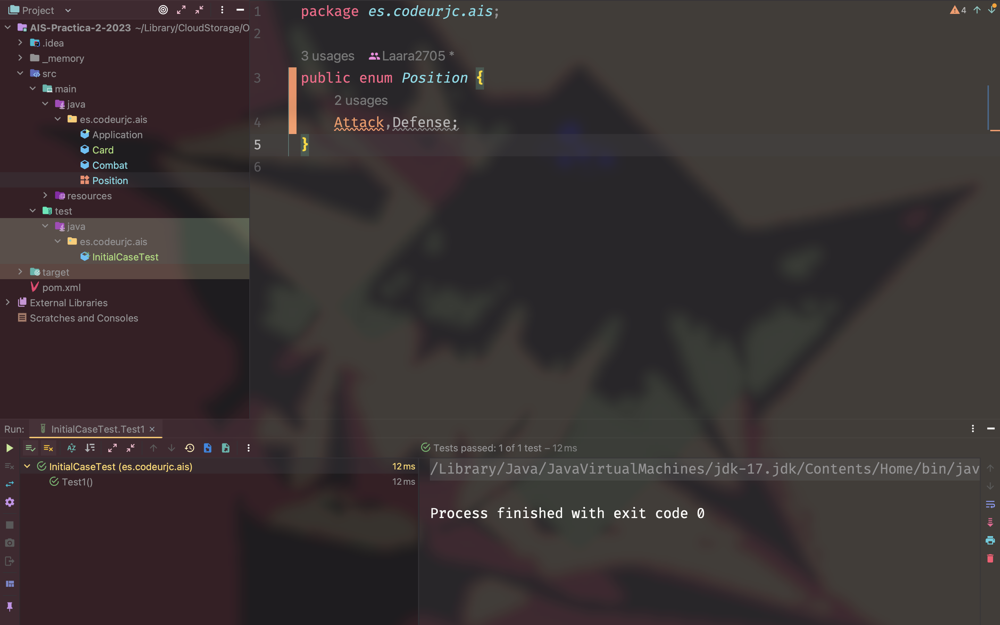 Project
AIS-Practica-2-2023 ~/Library/CloudStorage/O
.idea
_memory
src
main
java
es.codeurjc.ais
Application
Card
Combat
Position
resources
test
java
es.codeurjc.ais
InitialCaseTest
target
pom.xml
External Libraries
Scratches and Consoles
1 package es.codeurjc.ais;
2
3 usages Laara2705 *
3 public enum Position {
2 usages
4 Attack,Defense;
5 }
6
4
Run: InitialCaseTest.Test1 ×
Tests passed: 1 of 1 test – 12 ms
InitialCaseTest (es.codeurjc.ais) 12 ms
Test1() 12 ms
/Library/Java/JavaVirtualMachines/jdk-17.jdk/Contents/Home/bin/jav
Process finished with exit code 0